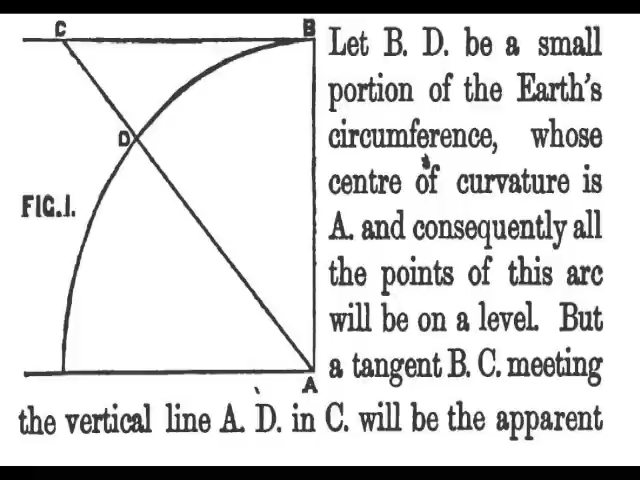 C
B
Let B. D. be a small
portion of the Earth's
D
circumference, whose
centre of curvature is
FIG.1.
A. and consequently all
the points of this arc
will be on a level. But
a tangent B. C. meeting
A
the vertical line A. D. in C. will be the apparent